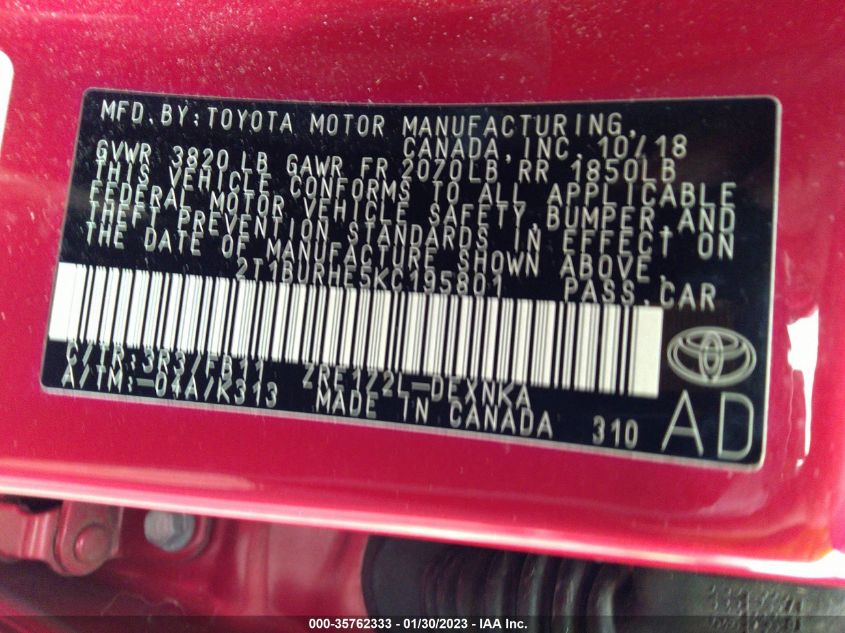 MFD. BY: TOYOTA MOTOR MANUFACTURING,
CANADA, INC. 10/18
GVWR 3820 LB GAWR FR 2070LB RR 1850LB
THIS VEHICLE CONFORMS TO ALL APPLICABLE
FEDERAL MOTOR VEHICLE SAFETY, BUMPER, AND
THEFT PREVENTION STANDARDS IN EFFECT ON
THE DATE OF MANUFACTURE SHOWN ABOVE.
2T1BURHE5KC195801 PASS. CAR
C/TR: 3R3/FB11 ZRE172L-DEXNKA
A/TM: -04A/K313 MADE IN CANADA 310 AD
000-35762333 — 01/30/2023 — IAA Inc.